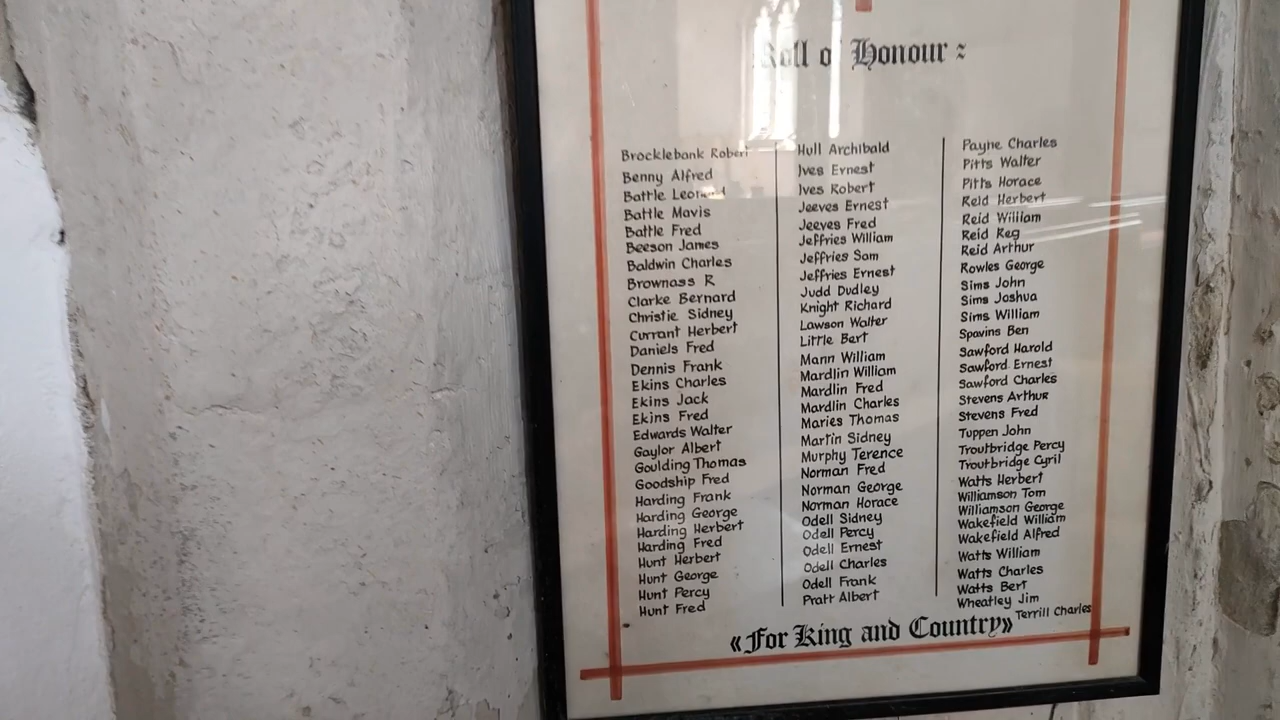 Roll of Honour :
Brocklebank Robert
Benny Alfred
Battle Leonard
Battle Mavis
Battle Fred
Beeson James
Baldwin Charles
Brownass R
Clarke Bernard
Christie Sidney
Currant Herbert
Daniels Fred
Dennis Frank
Ekins Charles
Ekins Jack
Ekins Fred
Edwards Walter
Gaylor Albert
Goulding Thomas
Goodship Fred
Harding Frank
Harding George
Harding Herbert
Harding Fred
Hunt Herbert
Hunt George
Hunt Percy
Hunt Fred
Hull Archibald
Ives Ernest
Ives Robert
Jeeves Ernest
Jeeves Fred
Jeffries William
Jeffries Sam
Jeffries Ernest
Judd Dudley
Knight Richard
Lawson Walter
Little Bert
Mann William
Mardlin William
Mardlin Fred
Mardlin Charles
Maries Thomas
Martin Sidney
Murphy Terence
Norman Fred
Norman George
Norman Horace
Odell Sidney
Odell Percy
Odell Ernest
Odell Charles
Odell Frank
Pratt Albert
Payne Charles
Pitts Walter
Pitts Horace
Reid Herbert
Reid William
Reid Reg
Reid Arthur
Rowles George
Sims John
Sims Joshua
Sims William
Spavins Ben
Sawford Harold
Sawford Ernest
Sawford Charles
Stevens Arthur
Stevens Fred
Tuppen John
Troutbridge Percy
Troutbridge Cyril
Watts Herbert
Williamson Tom
Williamson George
Wakefield William
Wakefield Alfred
Watts William
Watts Charles
Watts Bert
Wheatley Jim
Terrill Charles
«For King and Country»